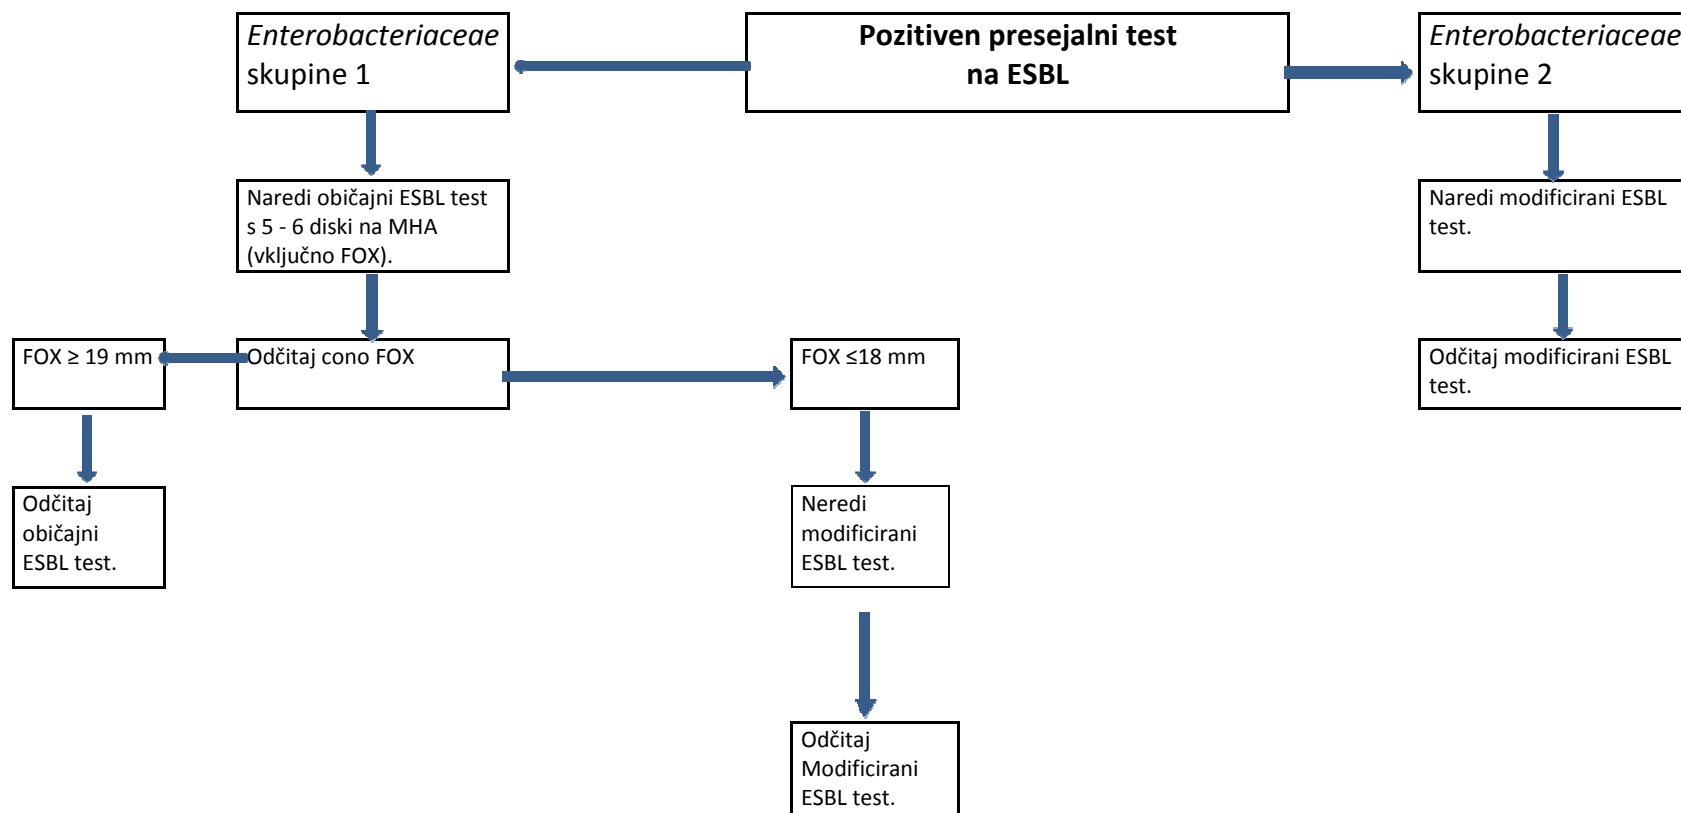 Enterobacteriaceae
skupine 1
Pozitiven presejalni test
na ESBL
Enterobacteriaceae
skupine 2
Naredi običajni ESBL test
s 5 - 6 diski na MHA
(vključno FOX).
Naredi modificirani ESBL
test.
FOX ≥ 19 mm
Odčitaj cono FOX
FOX ≤18 mm
Odčitaj modificirani ESBL
test.
Odčitaj
običajni
ESBL test.
Neredi
modificirani
ESBL test.
Odčitaj
Modificirani
ESBL test.